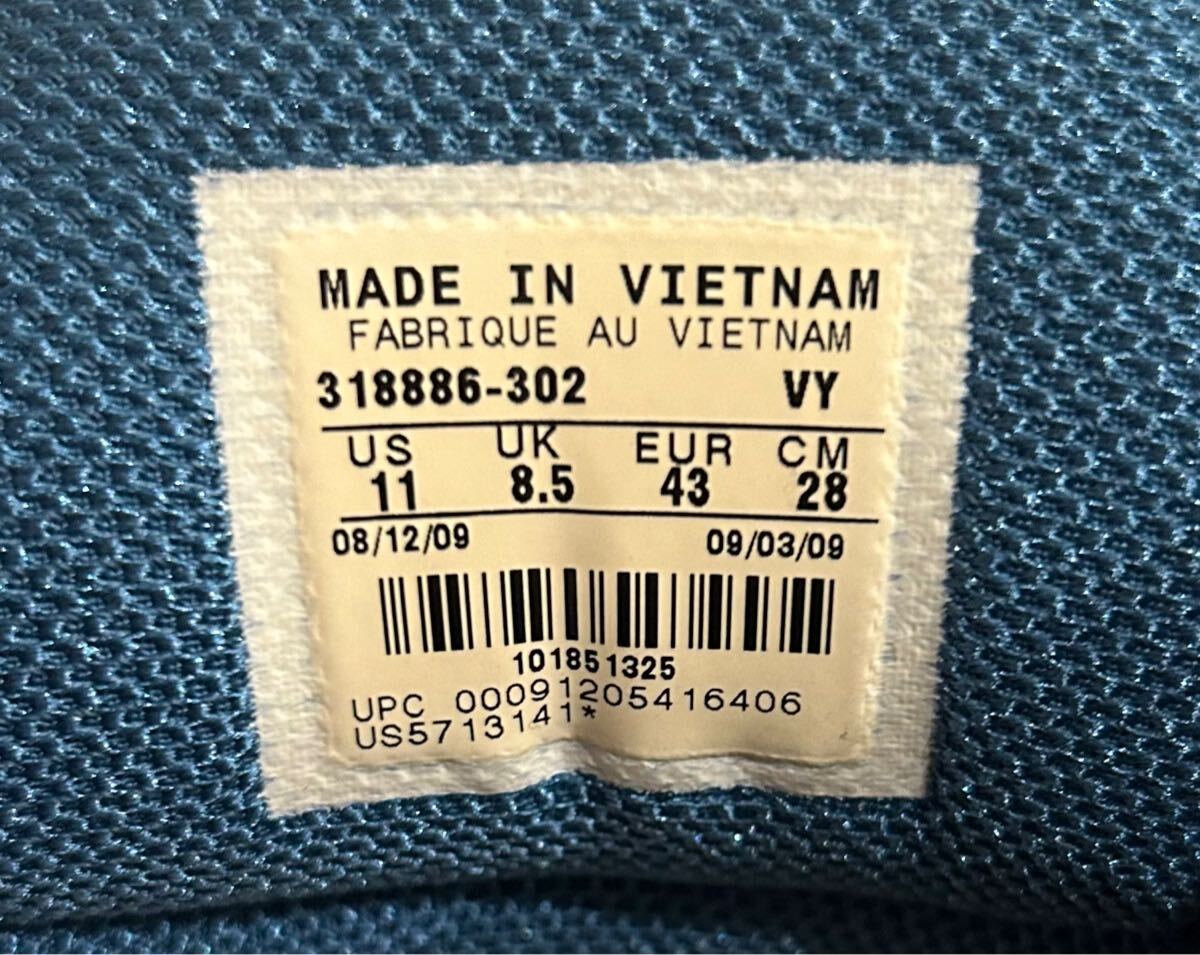 MADE IN VIETNAM
FABRIQUE AU VIETNAM
318886-302 VY
US UK EUR CM
11 8.5 43 28
08/12/09 09/03/09
101851325
UPC 00091205416406
US5713141*